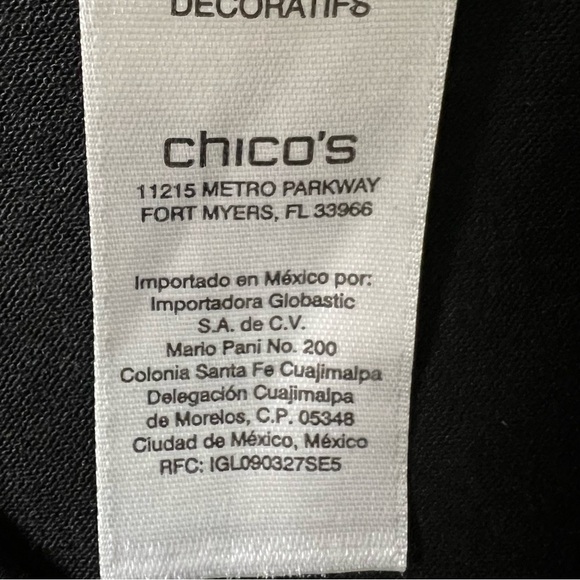 DÉCORATIFS
chico's
11215 METRO PARKWAY
FORT MYERS, FL 33966
Importado en México por:
Importadora Globastic
S.A. de C.V.
Mario Pani No. 200
Colonia Santa Fe Cuajimalpa
Delegación Cuajimalpa
de Morelos, C.P. 05348
Ciudad de México, México
RFC: IGL090327SE5